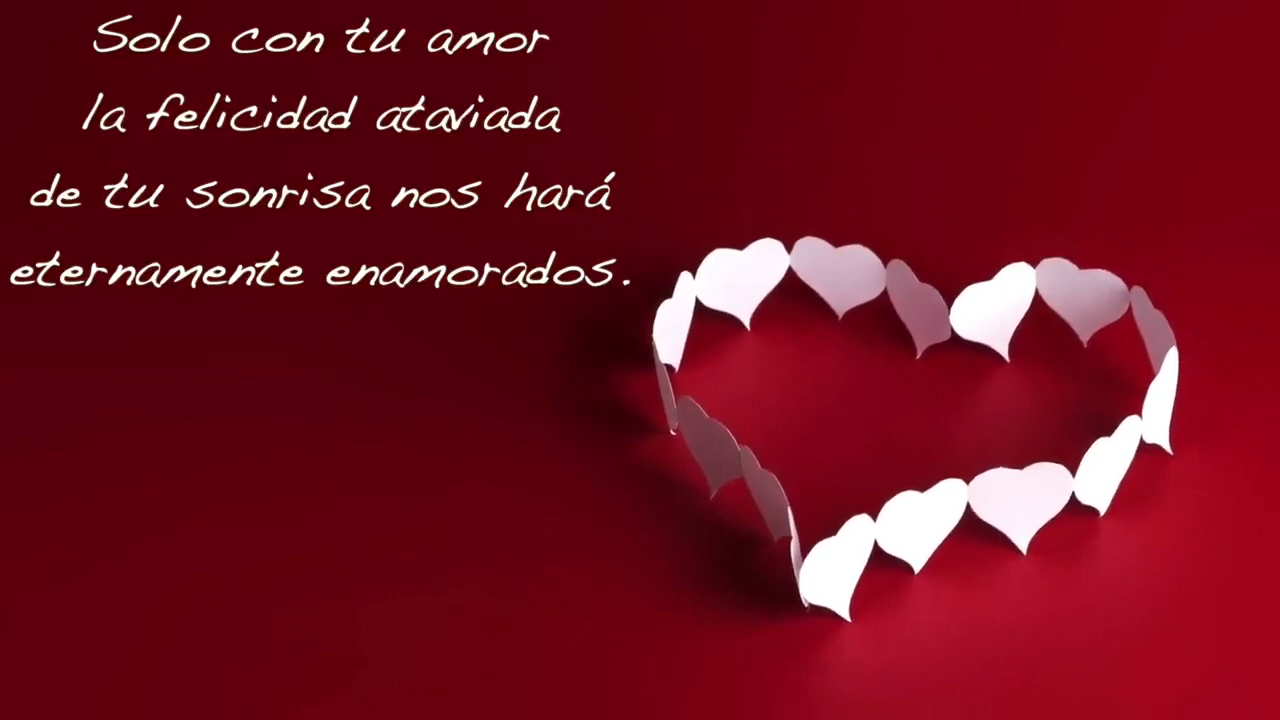 Solo con tu amor
la felicidad ataviada
de tu sonrisa nos hará
eternamente enamorados.